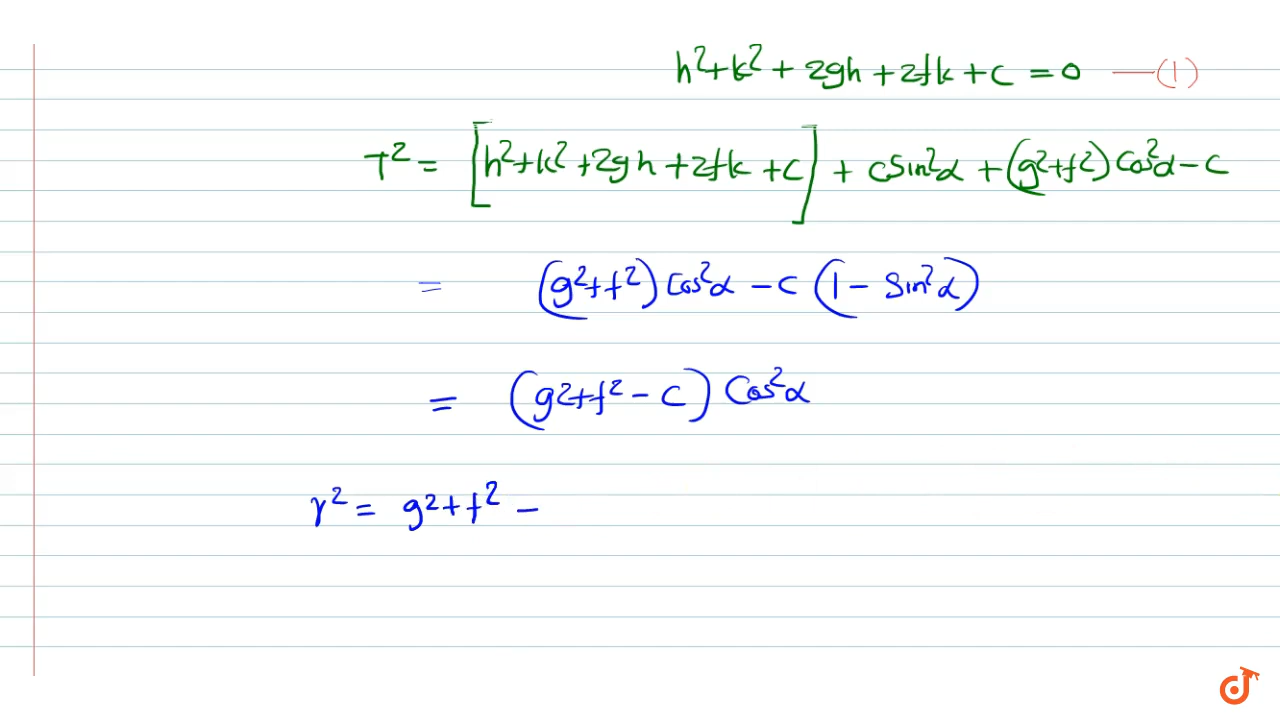 h²+k² + 2gh + 2fk + c = 0 —(1)
T² = [h²+k²+2gh+2fk+c] + c Sin²α + (g²+f²) Cos²α − c
= (g²+f²) Cos²α − c (1 − Sin²α)
= (g²+f² − c) Cos²α
r² = g²+f² −